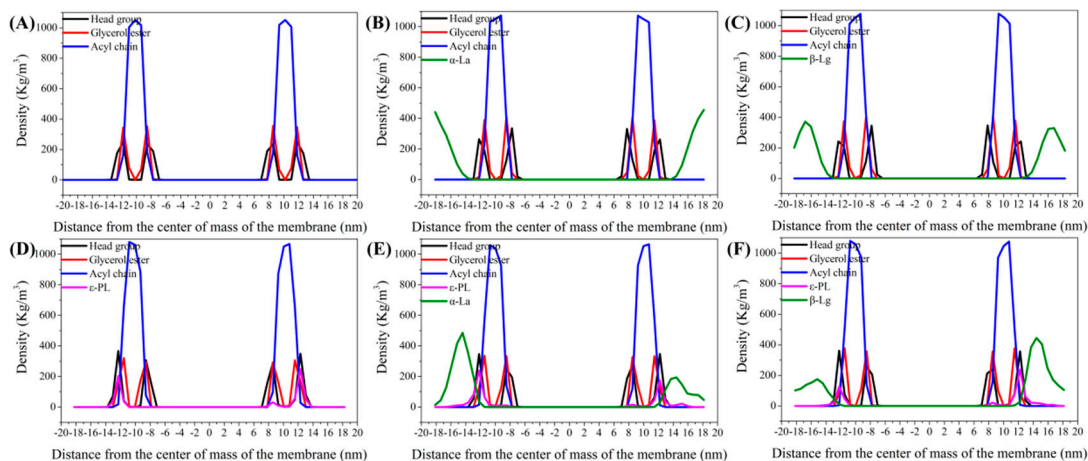 (A)
Head group
Glycerol ester
Acyl chain
Density (Kg/m³)
1000
800
600
400
200
0
-20-18-16-14-12-10 -8 -6 -4 -2 0 2 4 6 8 10 12 14 16 18 20
Distance from the center of mass of the membrane (nm)
(B)
Head group
Glycerol ester
Acyl chain
α-La
Density (Kg/m³)
1000
800
600
400
200
0
-20-18-16-14-12-10 -8 -6 -4 -2 0 2 4 6 8 10 12 14 16 18 20
Distance from the center of mass of the membrane (nm)
(C)
Head group
Glycerol ester
Acyl chain
β-Lg
Density (Kg/m³)
1000
800
600
400
200
0
-20-18-16-14-12-10 -8 -6 -4 -2 0 2 4 6 8 10 12 14 16 18 20
Distance from the center of mass of the membrane (nm)
(D)
Head group
Glycerol ester
Acyl chain
ε-PL
Density (Kg/m³)
1000
800
600
400
200
0
-20-18-16-14-12-10 -8 -6 -4 -2 0 2 4 6 8 10 12 14 16 18 20
Distance from the center of mass of the membrane (nm)
(E)
Head group
Glycerol ester
Acyl chain
ε-PL
α-La
Density (Kg/m³)
1000
800
600
400
200
0
-20-18-16-14-12-10 -8 -6 -4 -2 0 2 4 6 8 10 12 14 16 18 20
Distance from the center of mass of the membrane (nm)
(F)
Head group
Glycerol ester
Acyl chain
ε-PL
β-Lg
Density (Kg/m³)
1000
800
600
400
200
0
-20-18-16-14-12-10 -8 -6 -4 -2 0 2 4 6 8 10 12 14 16 18 20
Distance from the center of mass of the membrane (nm)